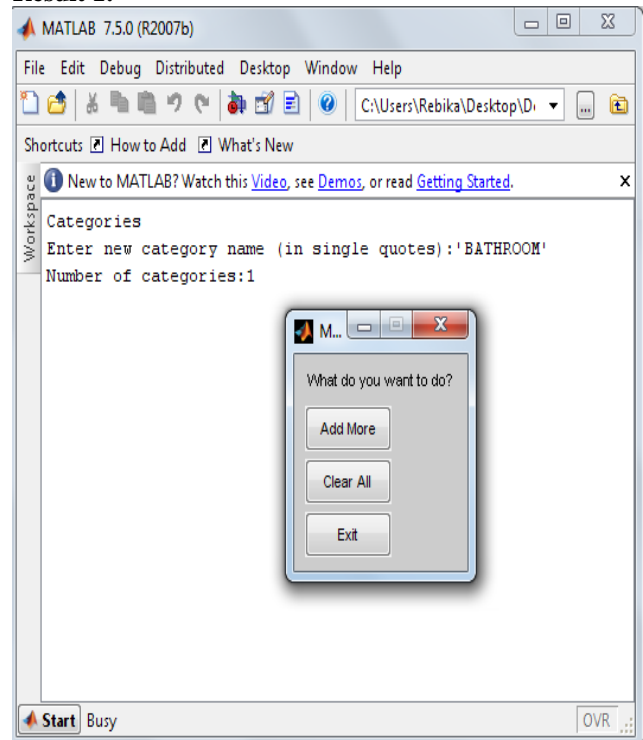 MATLAB 7.5.0 (R2007b)
File Edit Debug Distributed Desktop Window Help
C:\Users\Rebika\Desktop\D
Shortcuts How to Add What's New
New to MATLAB? Watch this Video, see Demos, or read Getting Started.
Workspace
Categories
Enter new category name (in single quotes):'BATHROOM'
Number of categories:1
M...
What do you want to do?
Add More
Clear All
Exit
Start Busy
OVR